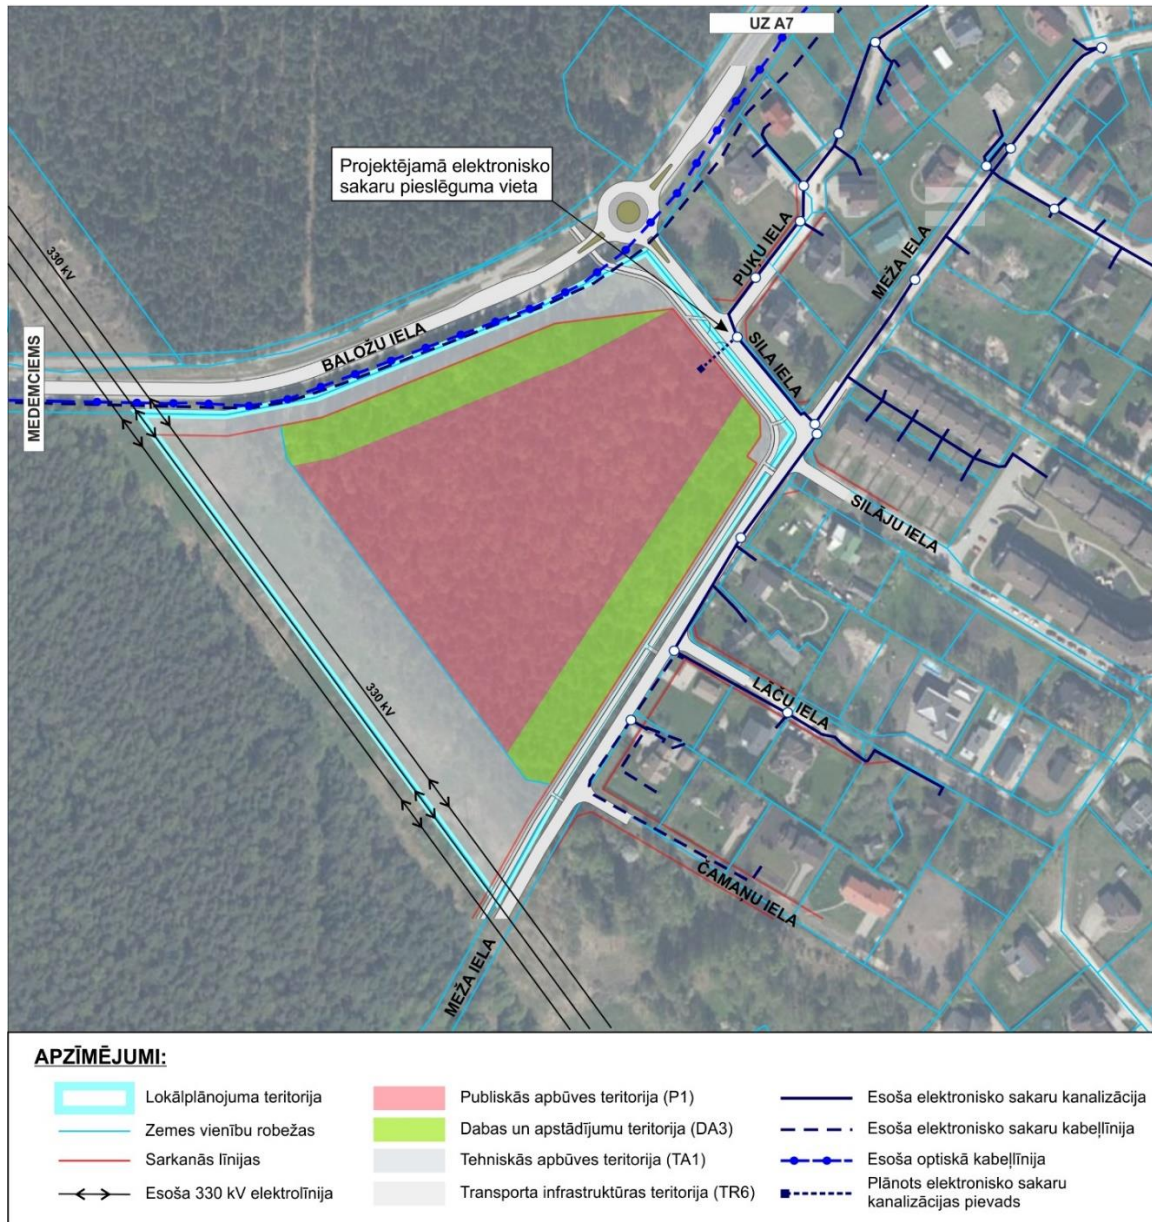 UZ A7
Projektējamā elektronisko
sakaru pieslēguma vieta
330 kV
PUKU IELA
MEŽA IELA
BALOŽU IELA
SILA IELA
MEDEMCIEMS
SILĀJU IELA
330 kV
LĀČU IELA
ČAMAŅU IELA
MEŽA IELA
APZĪMĒJUMI:
Lokālplānojuma teritorija
Zemes vienību robežas
Sarkanās līnijas
Esoša 330 kV elektrolīnija
Publiskās apbūves teritorija (P1)
Dabas un apstādījumu teritorija (DA3)
Tehniskās apbūves teritorija (TA1)
Transporta infrastruktūras teritorija (TR6)
Esoša elektronisko sakaru kanalizācija
Esoša elektronisko sakaru kabeļlīnija
Esoša optiskā kabeļlīnija
Plānots elektronisko sakaru
kanalizācijas pievads